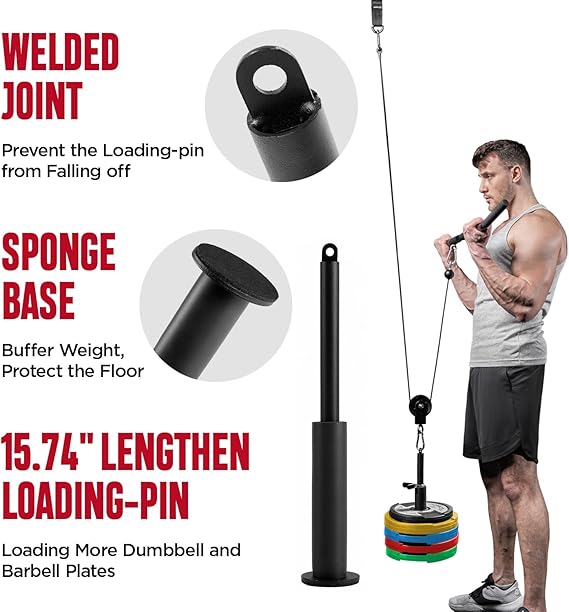 WELDED
JOINT
Prevent the Loading-pin
from Falling off
SPONGE
BASE
Buffer Weight,
Protect the Floor
15.74" LENGTHEN
LOADING-PIN
Loading More Dumbbell and
Barbell Plates